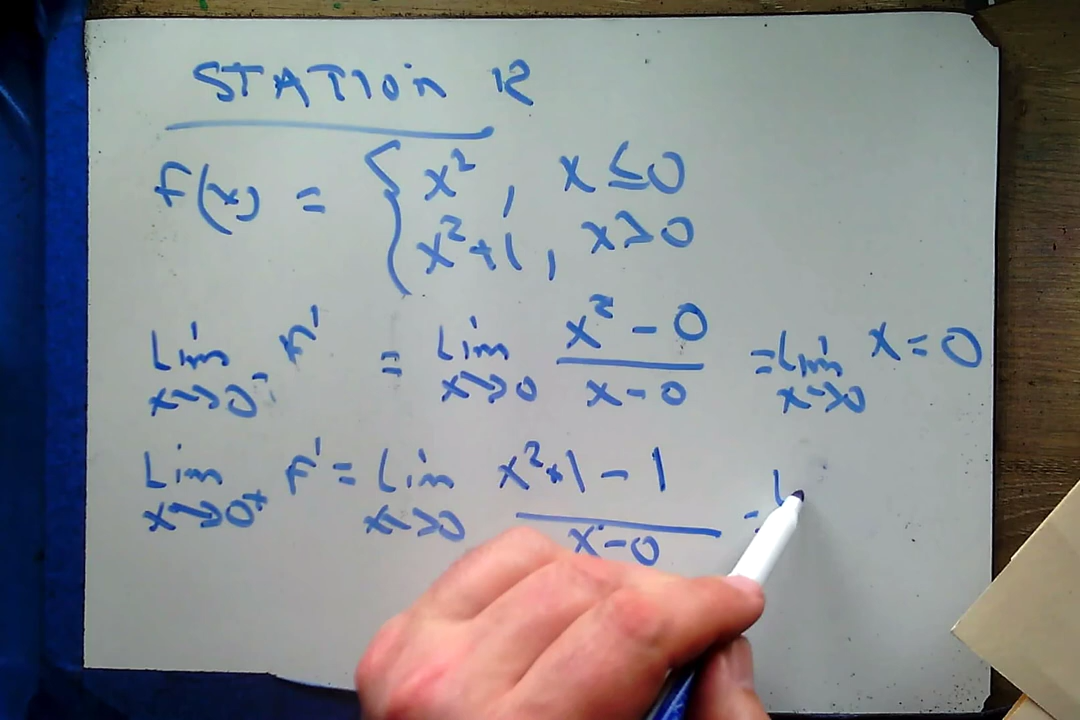 STATION 12
F(x) = { x², x ≤ 0
x²+1, x > 0
Lim x→0⁻ F' = Lim x→0 x² - 0 / x - 0 = Lim x→0 x = 0
Lim x→0⁺ F' = Lim x→0 x²+1 - 1 / x - 0 = L